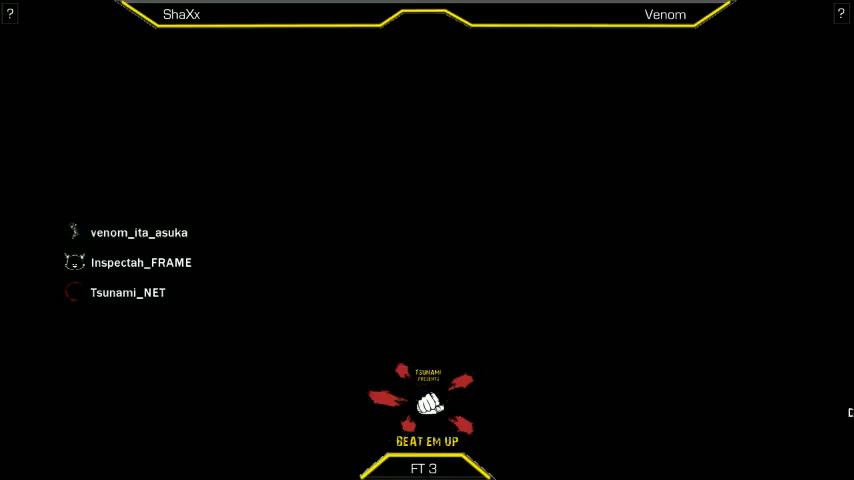 ?
ShaXx
Venom
?
venom_ita_asuka
Inspectah_FRAME
Tsunami_NET
TSUNAMI
PRESENTS
BEAT EM UP
FT 3